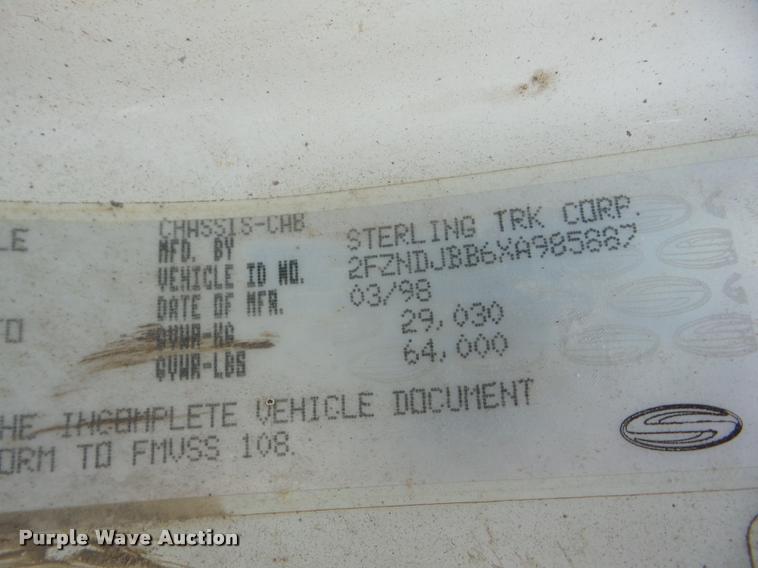 LE CHASSIS-CAB
MFD. BY STERLING TRK CORP.
VEHICLE ID NO. 2FZNDJBB6XA985887
DATE OF MFR. 03/98
TO GVWR-KG 29,030
GVWR-LBS 64,000
HE INCOMPLETE VEHICLE DOCUMENT
ORM TO FMVSS 108.
Purple Wave Auction